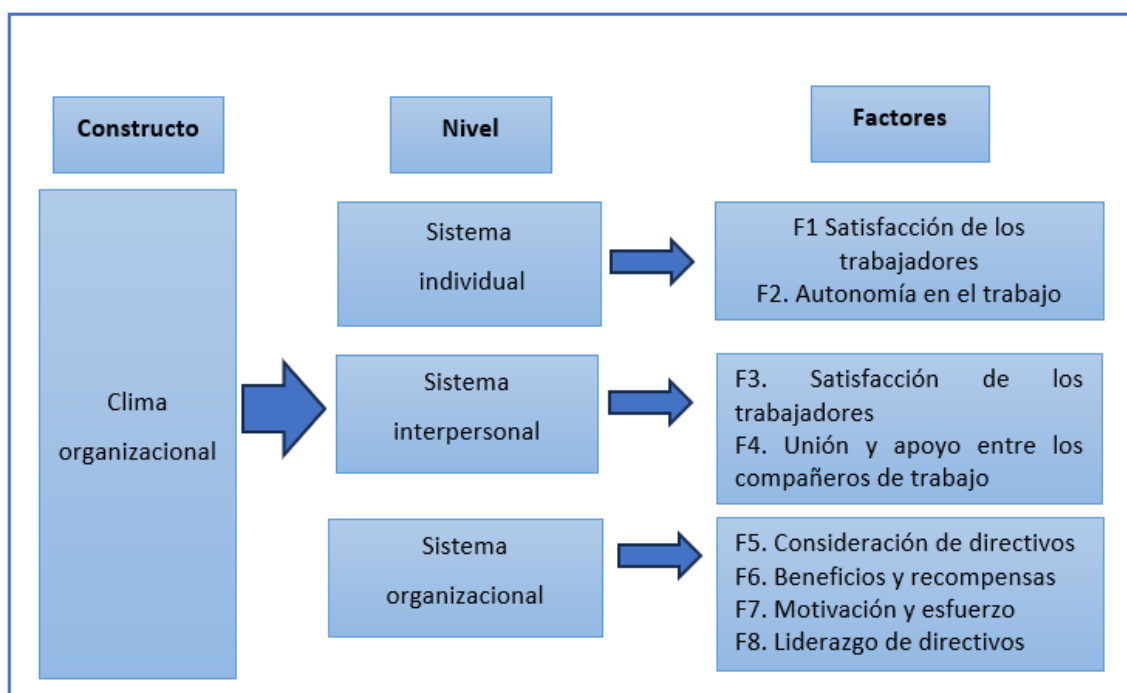 Constructo
Nivel
Factores
Clima
organizacional
Sistema
individual
F1 Satisfacción de los
trabajadores
F2. Autonomía en el trabajo
Sistema
interpersonal
F3. Satisfacción de los
trabajadores
F4. Unión y apoyo entre los
compañeros de trabajo
Sistema
organizacional
F5. Consideración de directivos
F6. Beneficios y recompensas
F7. Motivación y esfuerzo
F8. Liderazgo de directivos